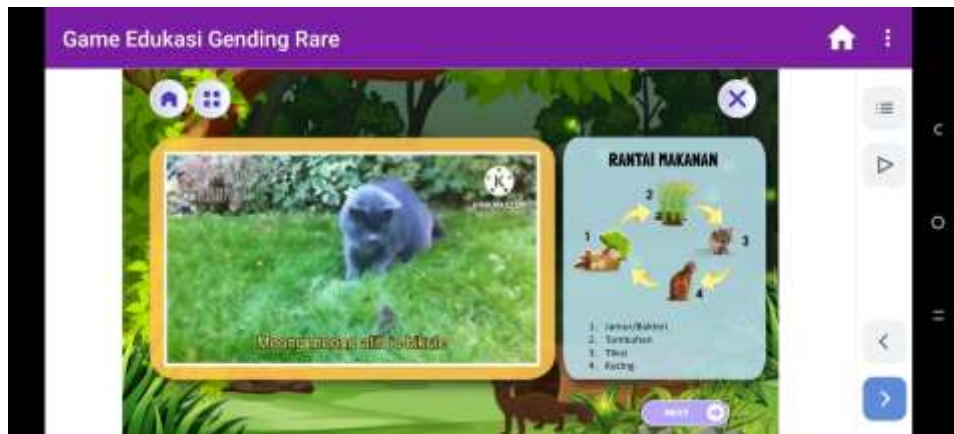 Game Edukasi Gending Rare
RANTAI MAKANAN
2
1
3
4
1. Jamur/Bakteri
2. Tumbuhan
3. Tikus
4. Kucing
NEXT